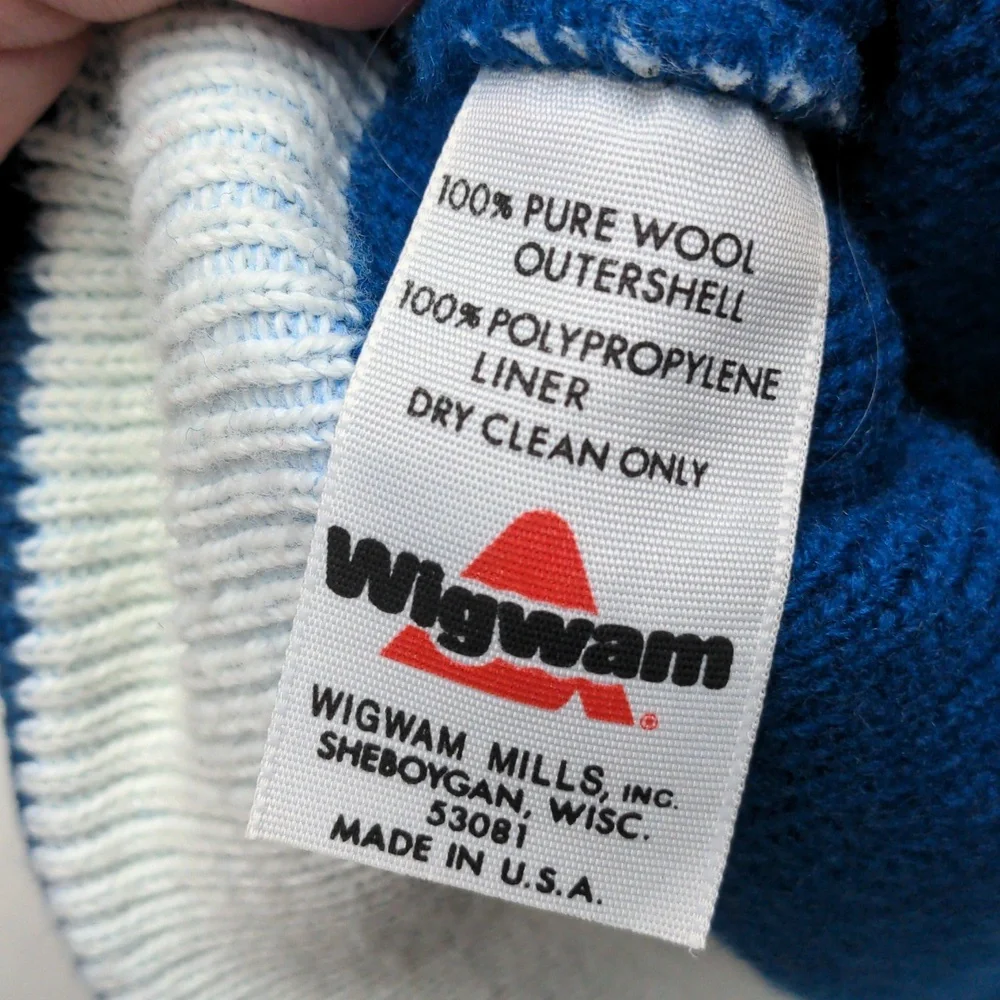 100% PURE WOOL
OUTERSHELL
100% POLYPROPYLENE
LINER
DRY CLEAN ONLY
Wigwam®
WIGWAM MILLS, INC.
SHEBOYGAN, WISC.
53081
MADE IN U.S.A.